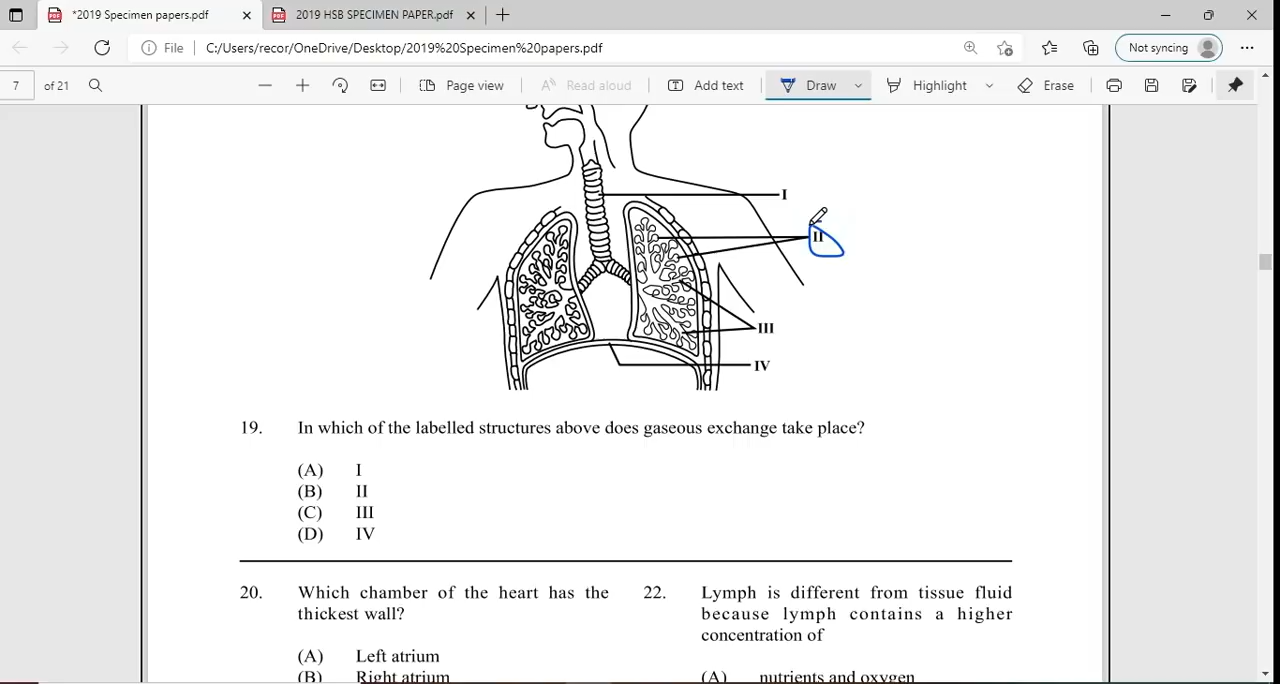 *2019 Specimen papers.pdf
2019 HSB SPECIMEN PAPER.pdf
File C:/Users/recor/OneDrive/Desktop/2019%20Specimen%20papers.pdf
Not syncing
7 of 21
Page view
Read aloud
Add text
Draw
Highlight
Erase
I
II
III
IV
19. In which of the labelled structures above does gaseous exchange take place?
(A) I
(B) II
(C) III
(D) IV
20. Which chamber of the heart has the
thickest wall?
(A) Left atrium
(B) Right atrium
22. Lymph is different from tissue fluid
because lymph contains a higher
concentration of
(A) nutrients and oxygen